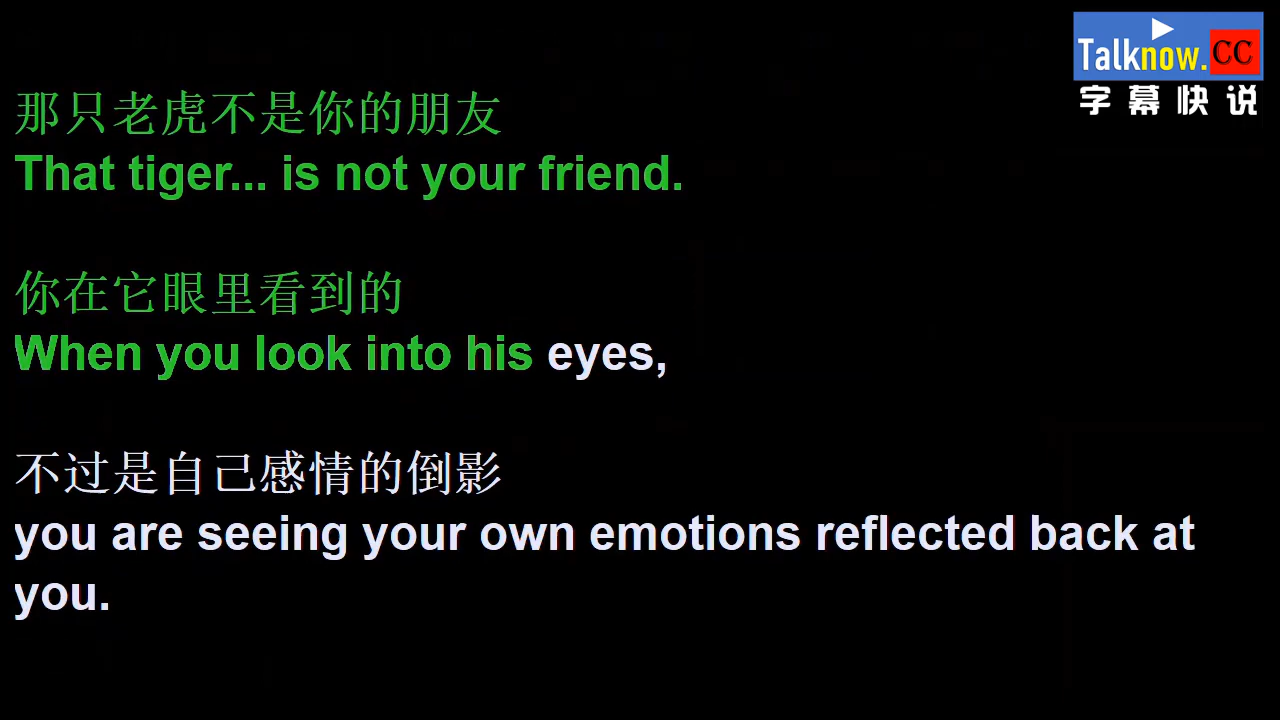 Talknow.CC
字幕快说
那只老虎不是你的朋友
That tiger... is not your friend.
你在它眼里看到的
When you look into his eyes,
不过是自己感情的倒影
you are seeing your own emotions reflected back at
you.